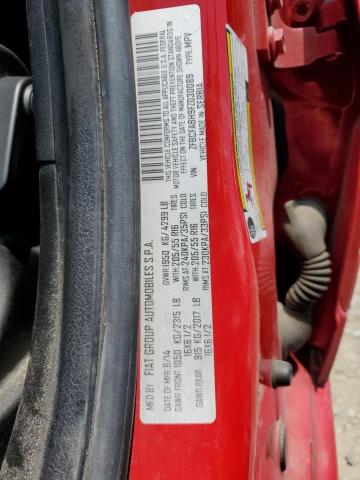 MFD. BY: FIAT GROUP AUTOMOBILES S.P.A.
DATE OF MFR.9/14 GVWR:1950 KG/4299 LB
GAWR FRONT: 1050 KG/2315 LB WITH:205/55 R16 TIRES
16X6 1/2 RIMS AT:240KPA/35PSI COLD
GAWR REAR: 915 KG/2017 LB WITH:205/55 R16 TIRES
16X6 1/2 RIMS AT:230KPA/33PSI COLD
THIS VEHICLE CONFORMS TO ALL APPLICABLE U.S.A. FEDERAL
MOTOR VEHICLE SAFETY, BUMPER AND THEFT PREVENTION STANDARDS IN
EFFECT ON THE DATE OF MANUFACTURE SHOWN ABOVE
VEHICLE MADE IN: SERBIA
VIN: ZFBCFABH9FZ030089 TYPE: MPV